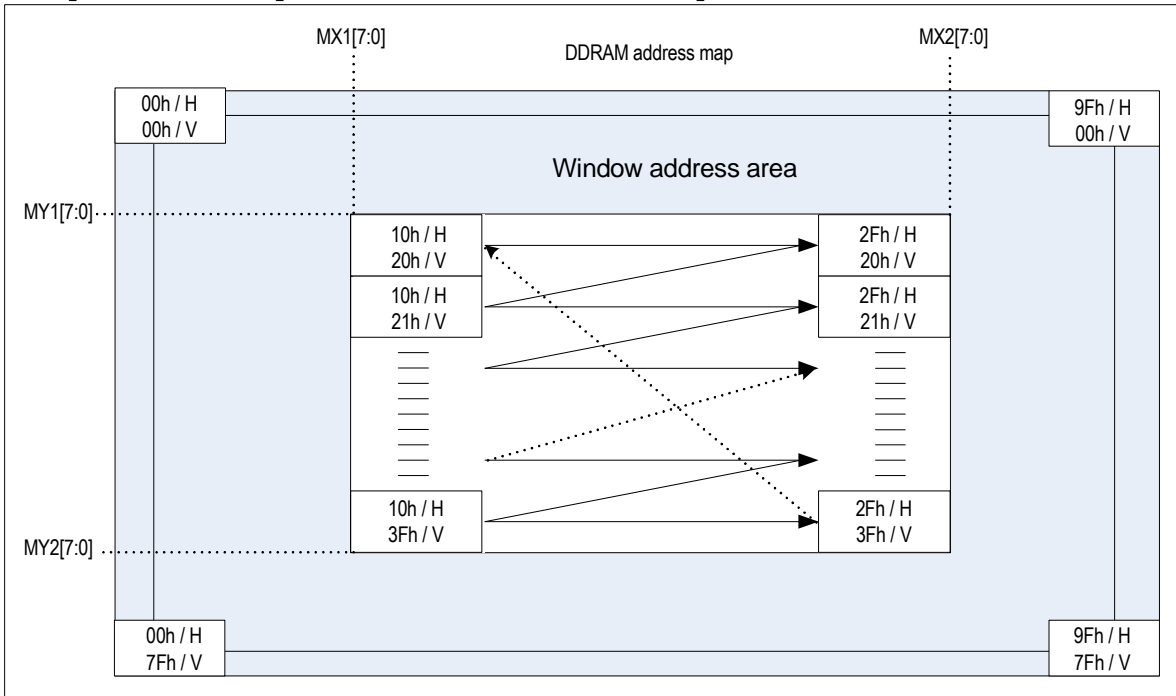 MX1[7:0]
MX2[7:0]
DDRAM address map
00h / H
00h / V
9Fh / H
00h / V
Window address area
MY1[7:0]
10h / H
20h / V
2Fh / H
20h / V
10h / H
21h / V
2Fh / H
21h / V
10h / H
3Fh / V
2Fh / H
3Fh / V
MY2[7:0]
00h / H
7Fh / V
9Fh / H
7Fh / V